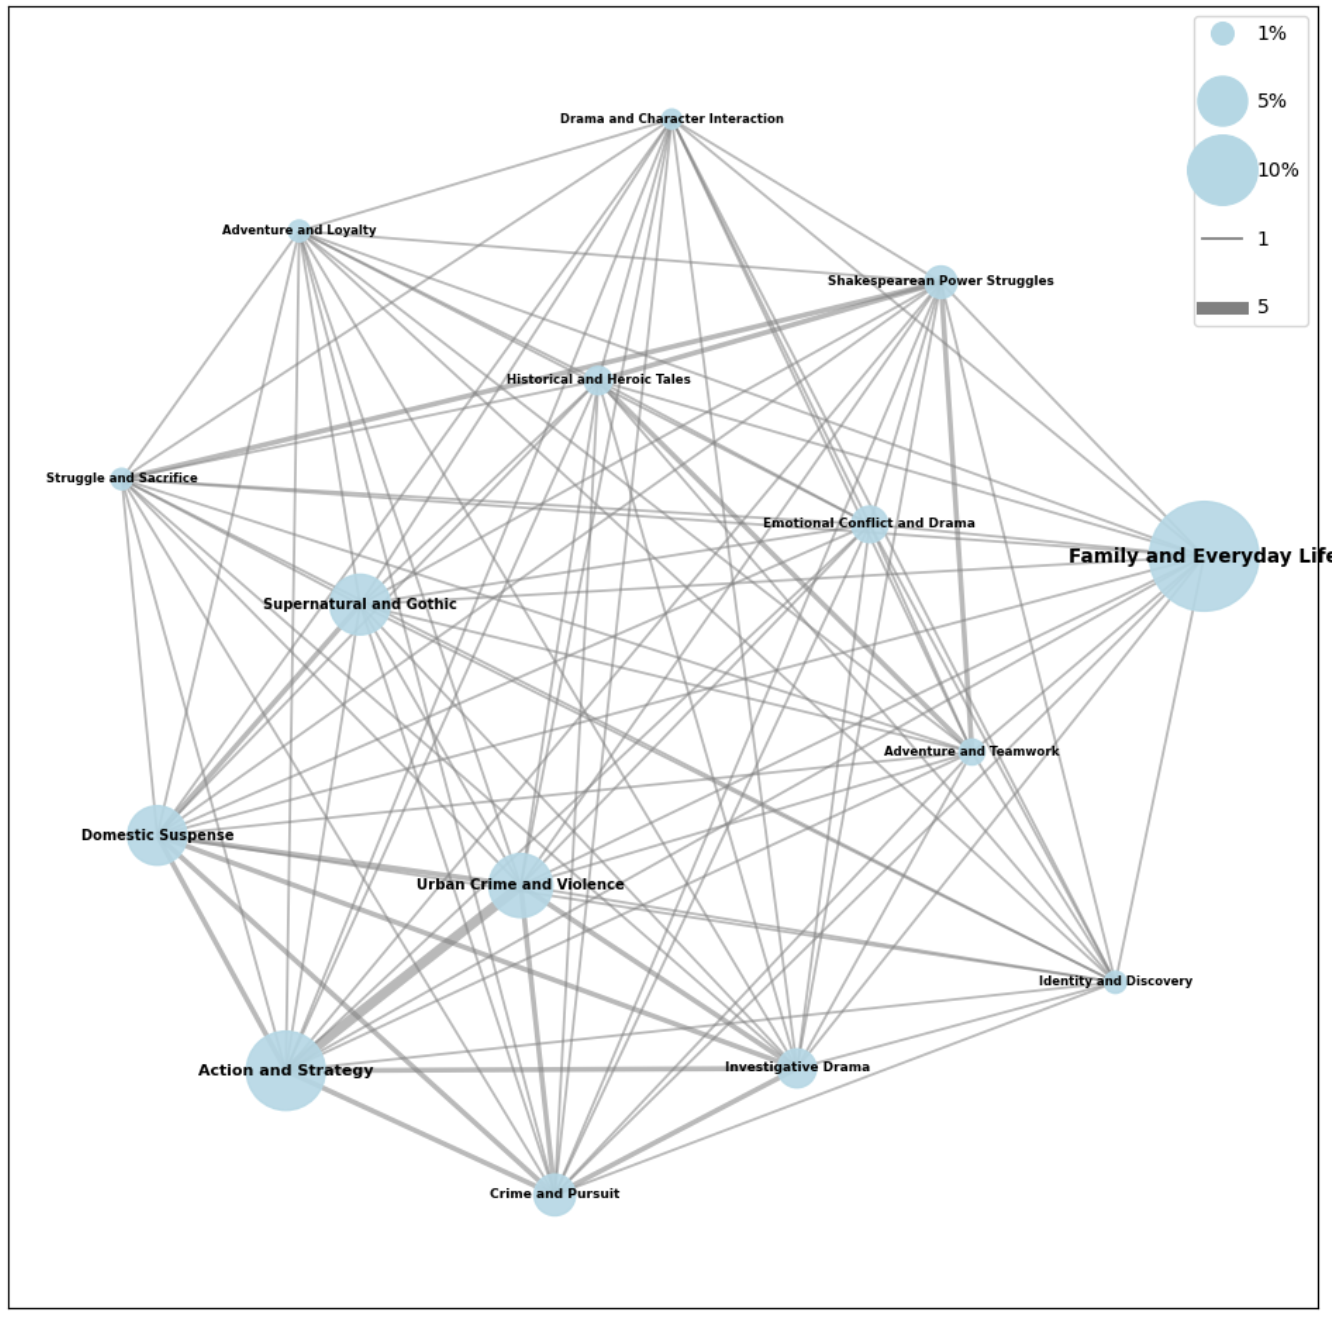 1%
5%
10%
1
5
Drama and Character Interaction
Adventure and Loyalty
Shakespearean Power Struggles
Historical and Heroic Tales
Struggle and Sacrifice
Emotional Conflict and Drama
Family and Everyday Life
Supernatural and Gothic
Adventure and Teamwork
Domestic Suspense
Urban Crime and Violence
Identity and Discovery
Investigative Drama
Action and Strategy
Crime and Pursuit